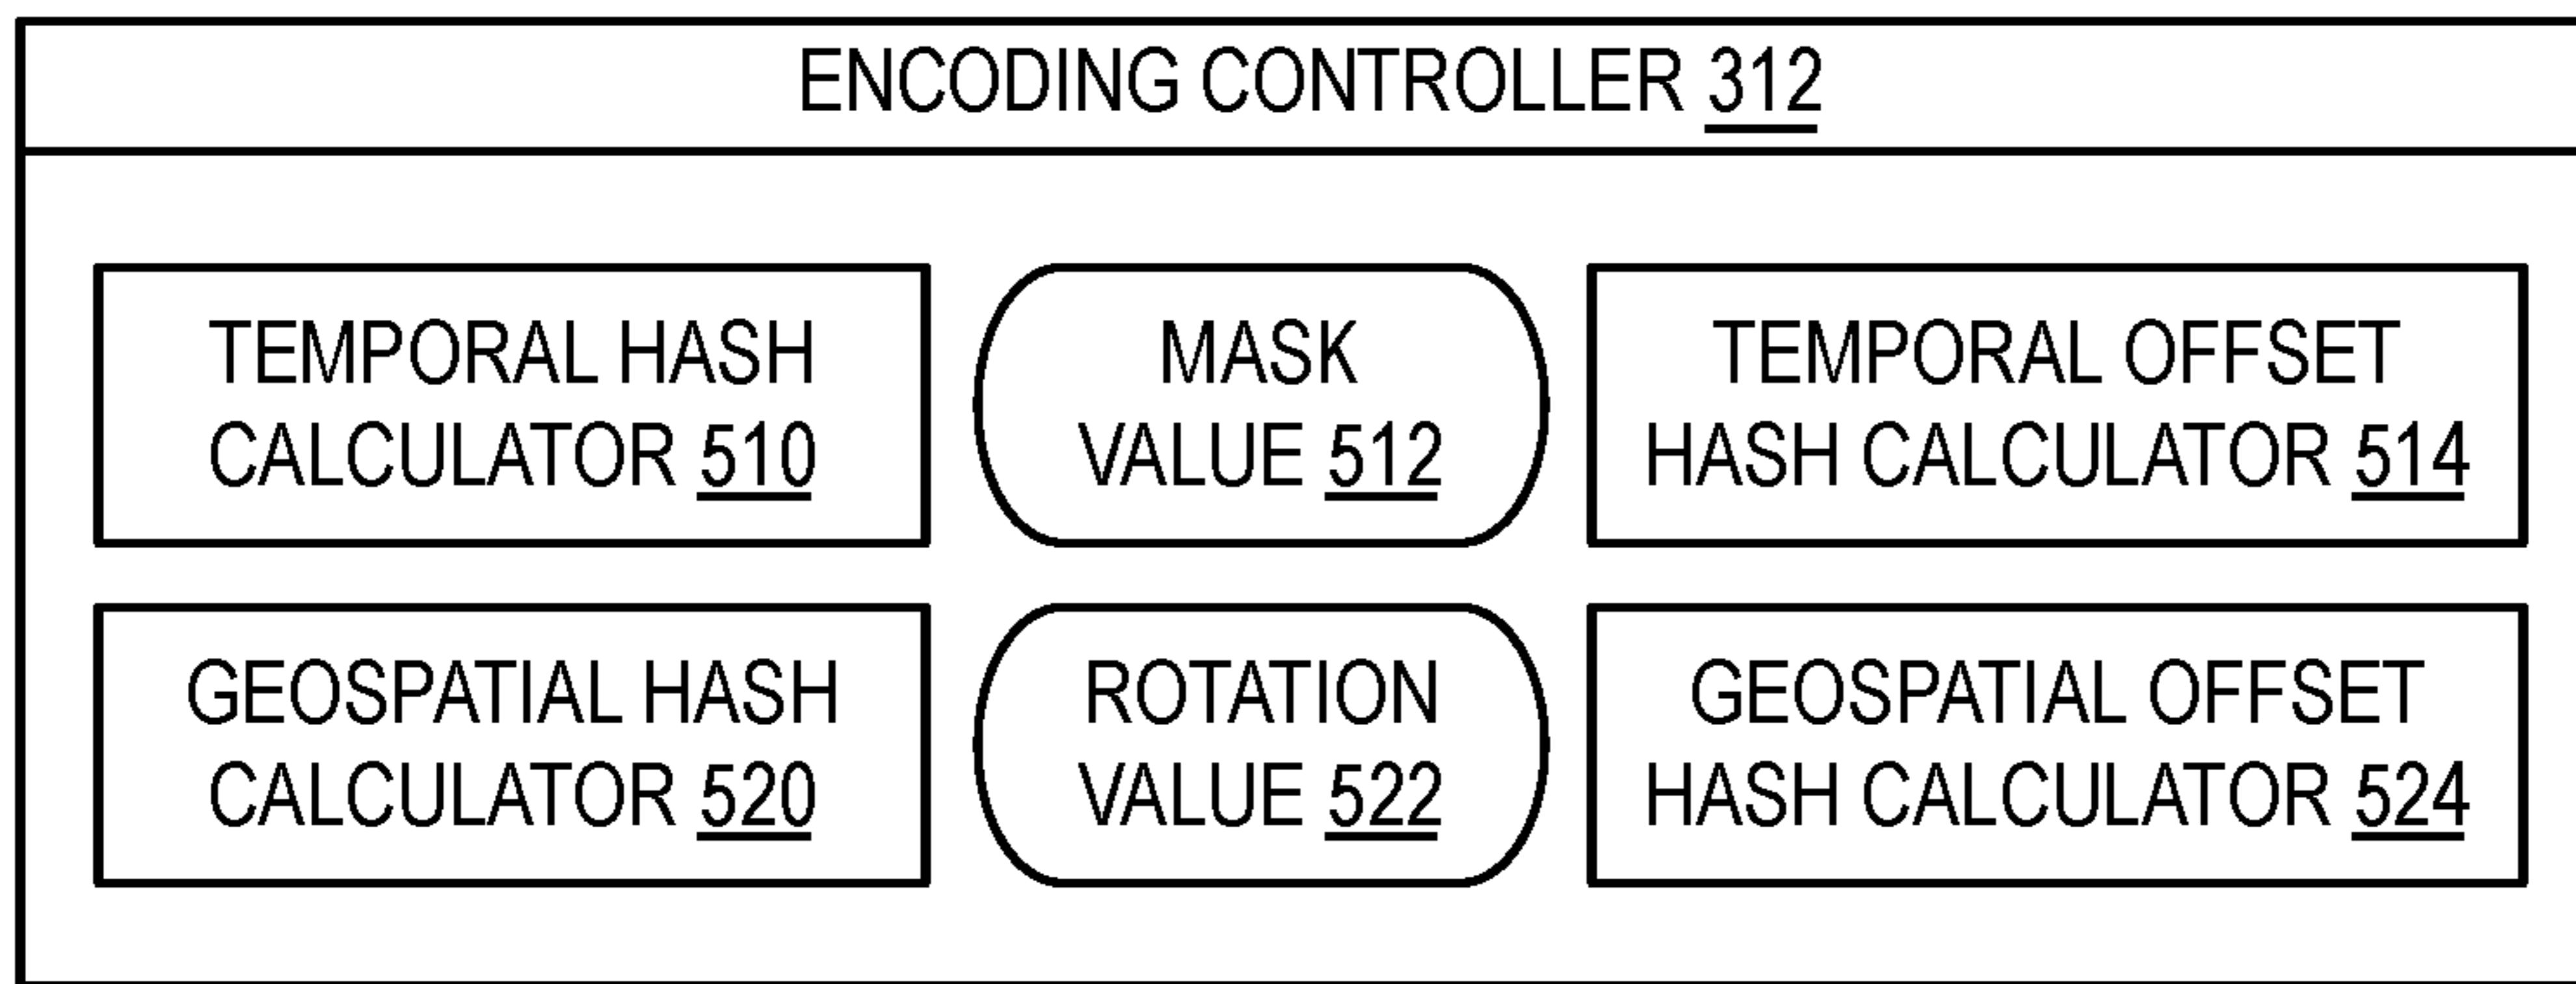 ENCODING CONTROLLER 312
TEMPORAL HASH
CALCULATOR 510
MASK
VALUE 512
TEMPORAL OFFSET
HASH CALCULATOR 514
GEOSPATIAL HASH
CALCULATOR 520
ROTATION
VALUE 522
GEOSPATIAL OFFSET
HASH CALCULATOR 524